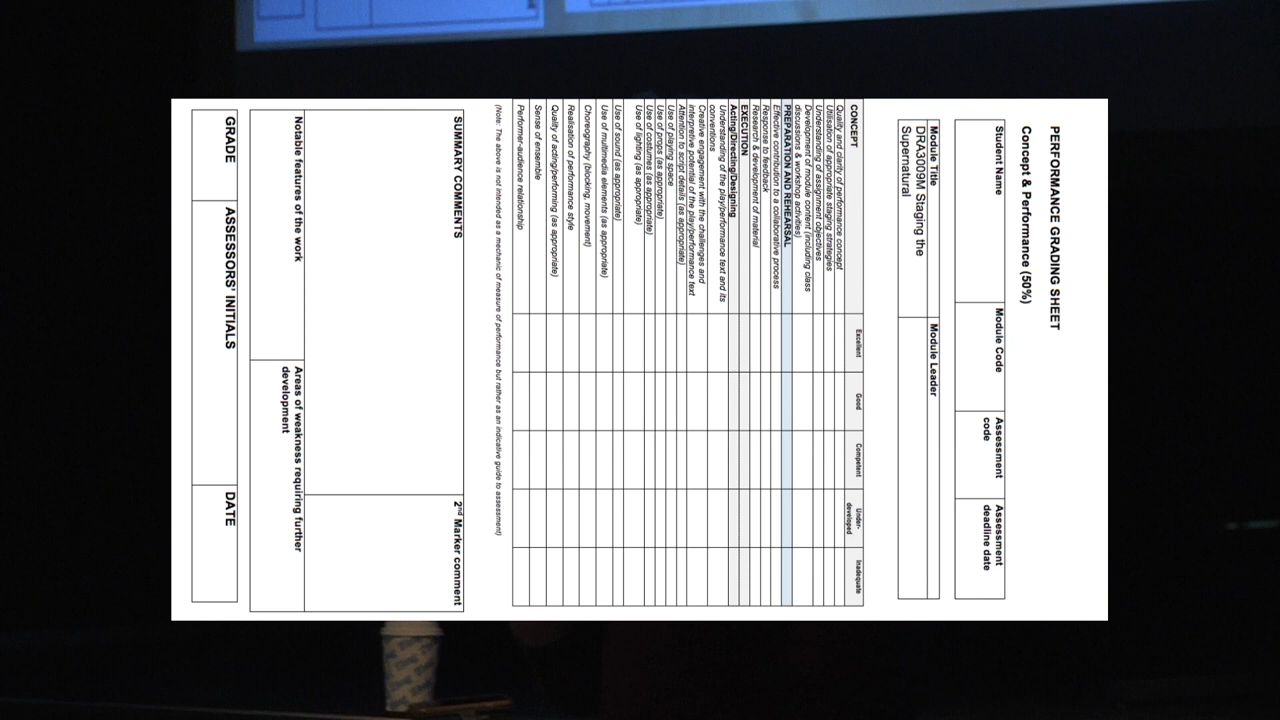 PERFORMANCE GRADING SHEET
Concept & Performance (50%)
Student Name
Module Code
Assessment
code
Assessment
deadline date
Module Title
Module Leader
DRA3009M Staging the
Supernatural
CONCEPT
Excellent
Good
Competent
Under-
developed
Inadequate
Quality and clarity of performance concept
Utilisation of appropriate staging strategies
Understanding of assignment objectives
Development of module content (including class
discussions & workshop activities)
PREPARATION AND REHEARSAL
Effective contribution to a collaborative process
Response to feedback
Research & development of material
EXECUTION
Acting/Directing/Designing
Understanding of the play/performance text and its
conventions
Creative engagement with the challenges and
interpretive potential of the play/performance text
Attention to script details (as appropriate)
Use of playing space
Use of props (as appropriate)
Use of costumes (as appropriate)
Use of lighting (as appropriate)
Use of sound (as appropriate)
Use of multimedia elements (as appropriate)
Choreography (blocking, movement)
Realisation of performance style
Quality of acting/performing (as appropriate)
Sense of ensemble
Performer-audience relationship
(Note: The above is not intended as a mechanic of measure of performance but rather as an indicative guide to assessment)
SUMMARY COMMENTS
2nd Marker comment
Notable features of the work
Areas of weakness requiring further
development
GRADE
ASSESSORS' INITIALS
DATE